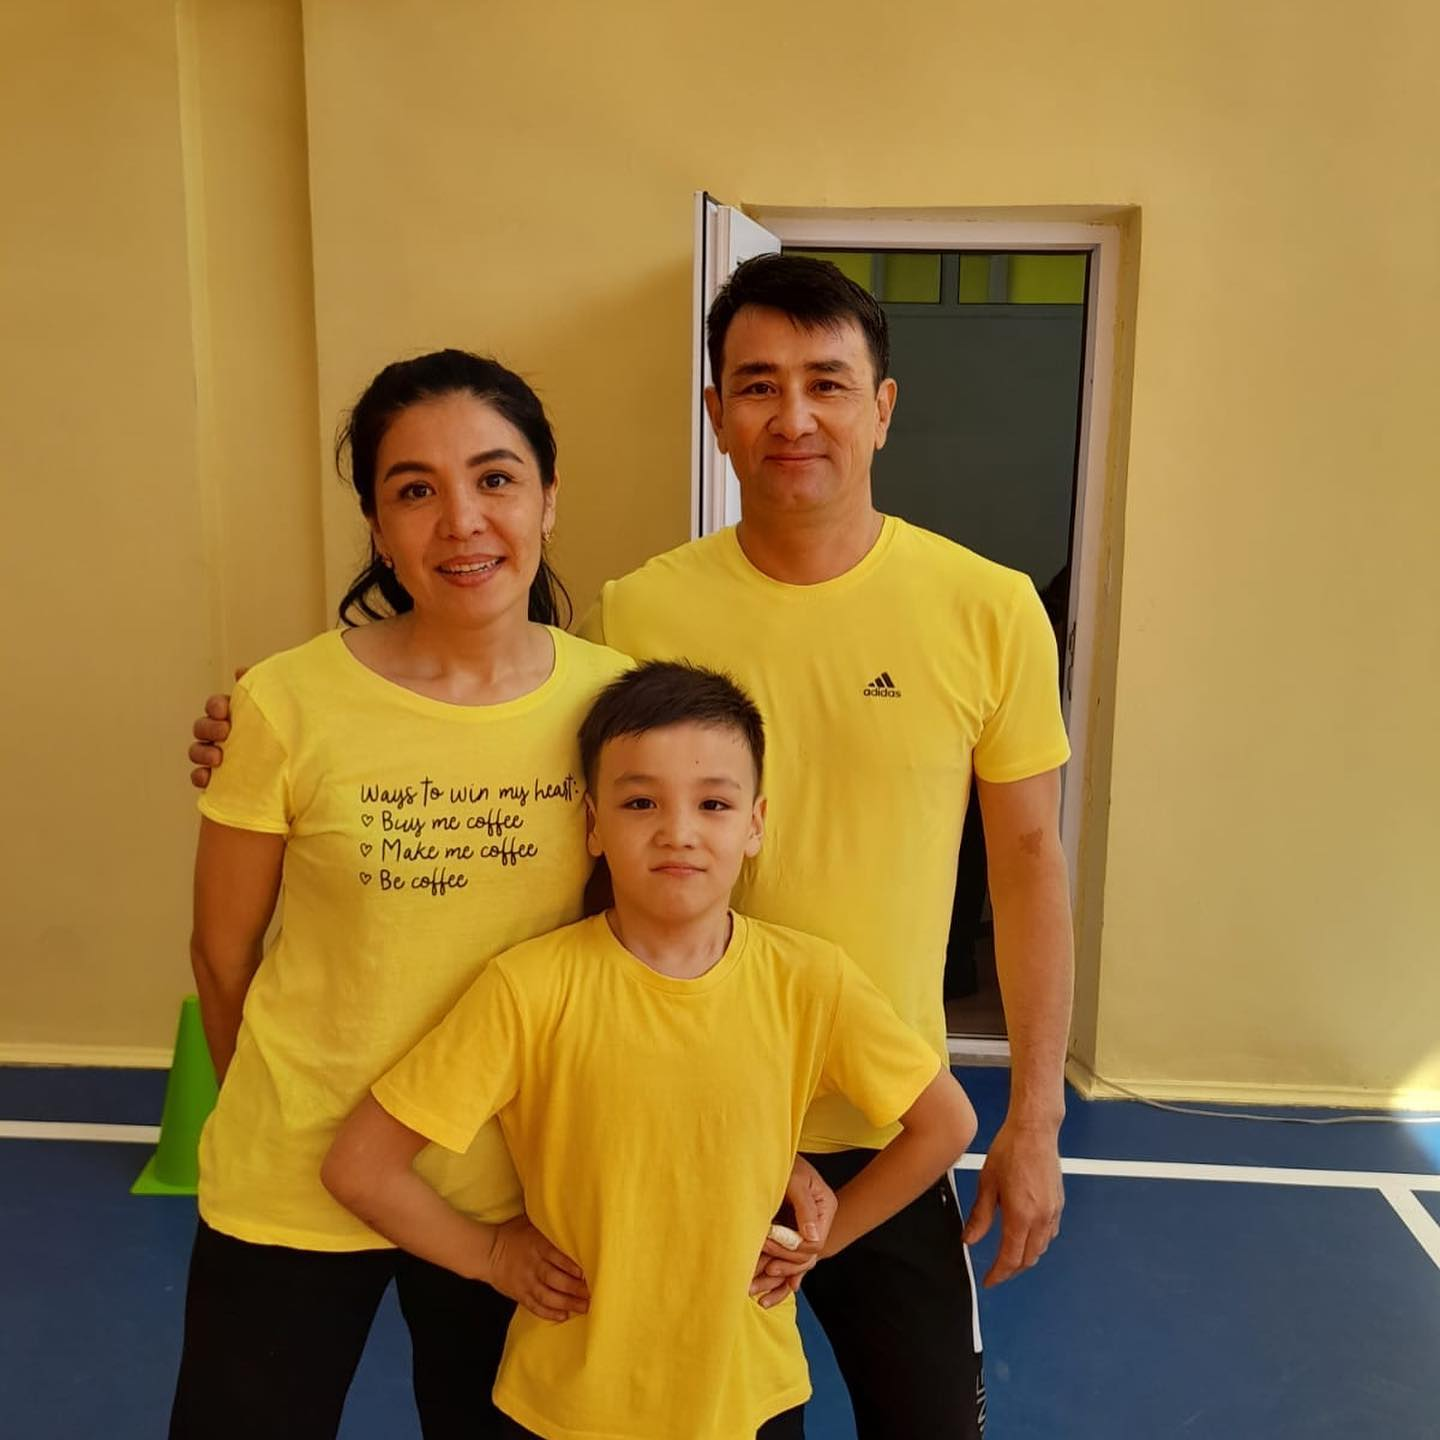 Ways to win my heart:
♡ Buy me coffee
♡ Make me coffee
♡ Be coffee
adidas